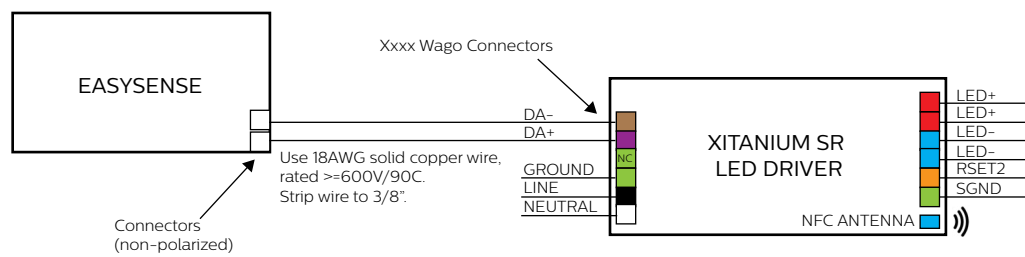 Xxxx Wago Connectors
EASYSENSE
DA-
DA+
Use 18AWG solid copper wire,
rated >=600V/90C.
Strip wire to 3/8”.
Connectors
(non-polarized)
NC
GROUND
LINE
NEUTRAL
XITANIUM SR
LED DRIVER
LED+
LED+
LED-
LED-
RSET2
SGND
NFC ANTENNA